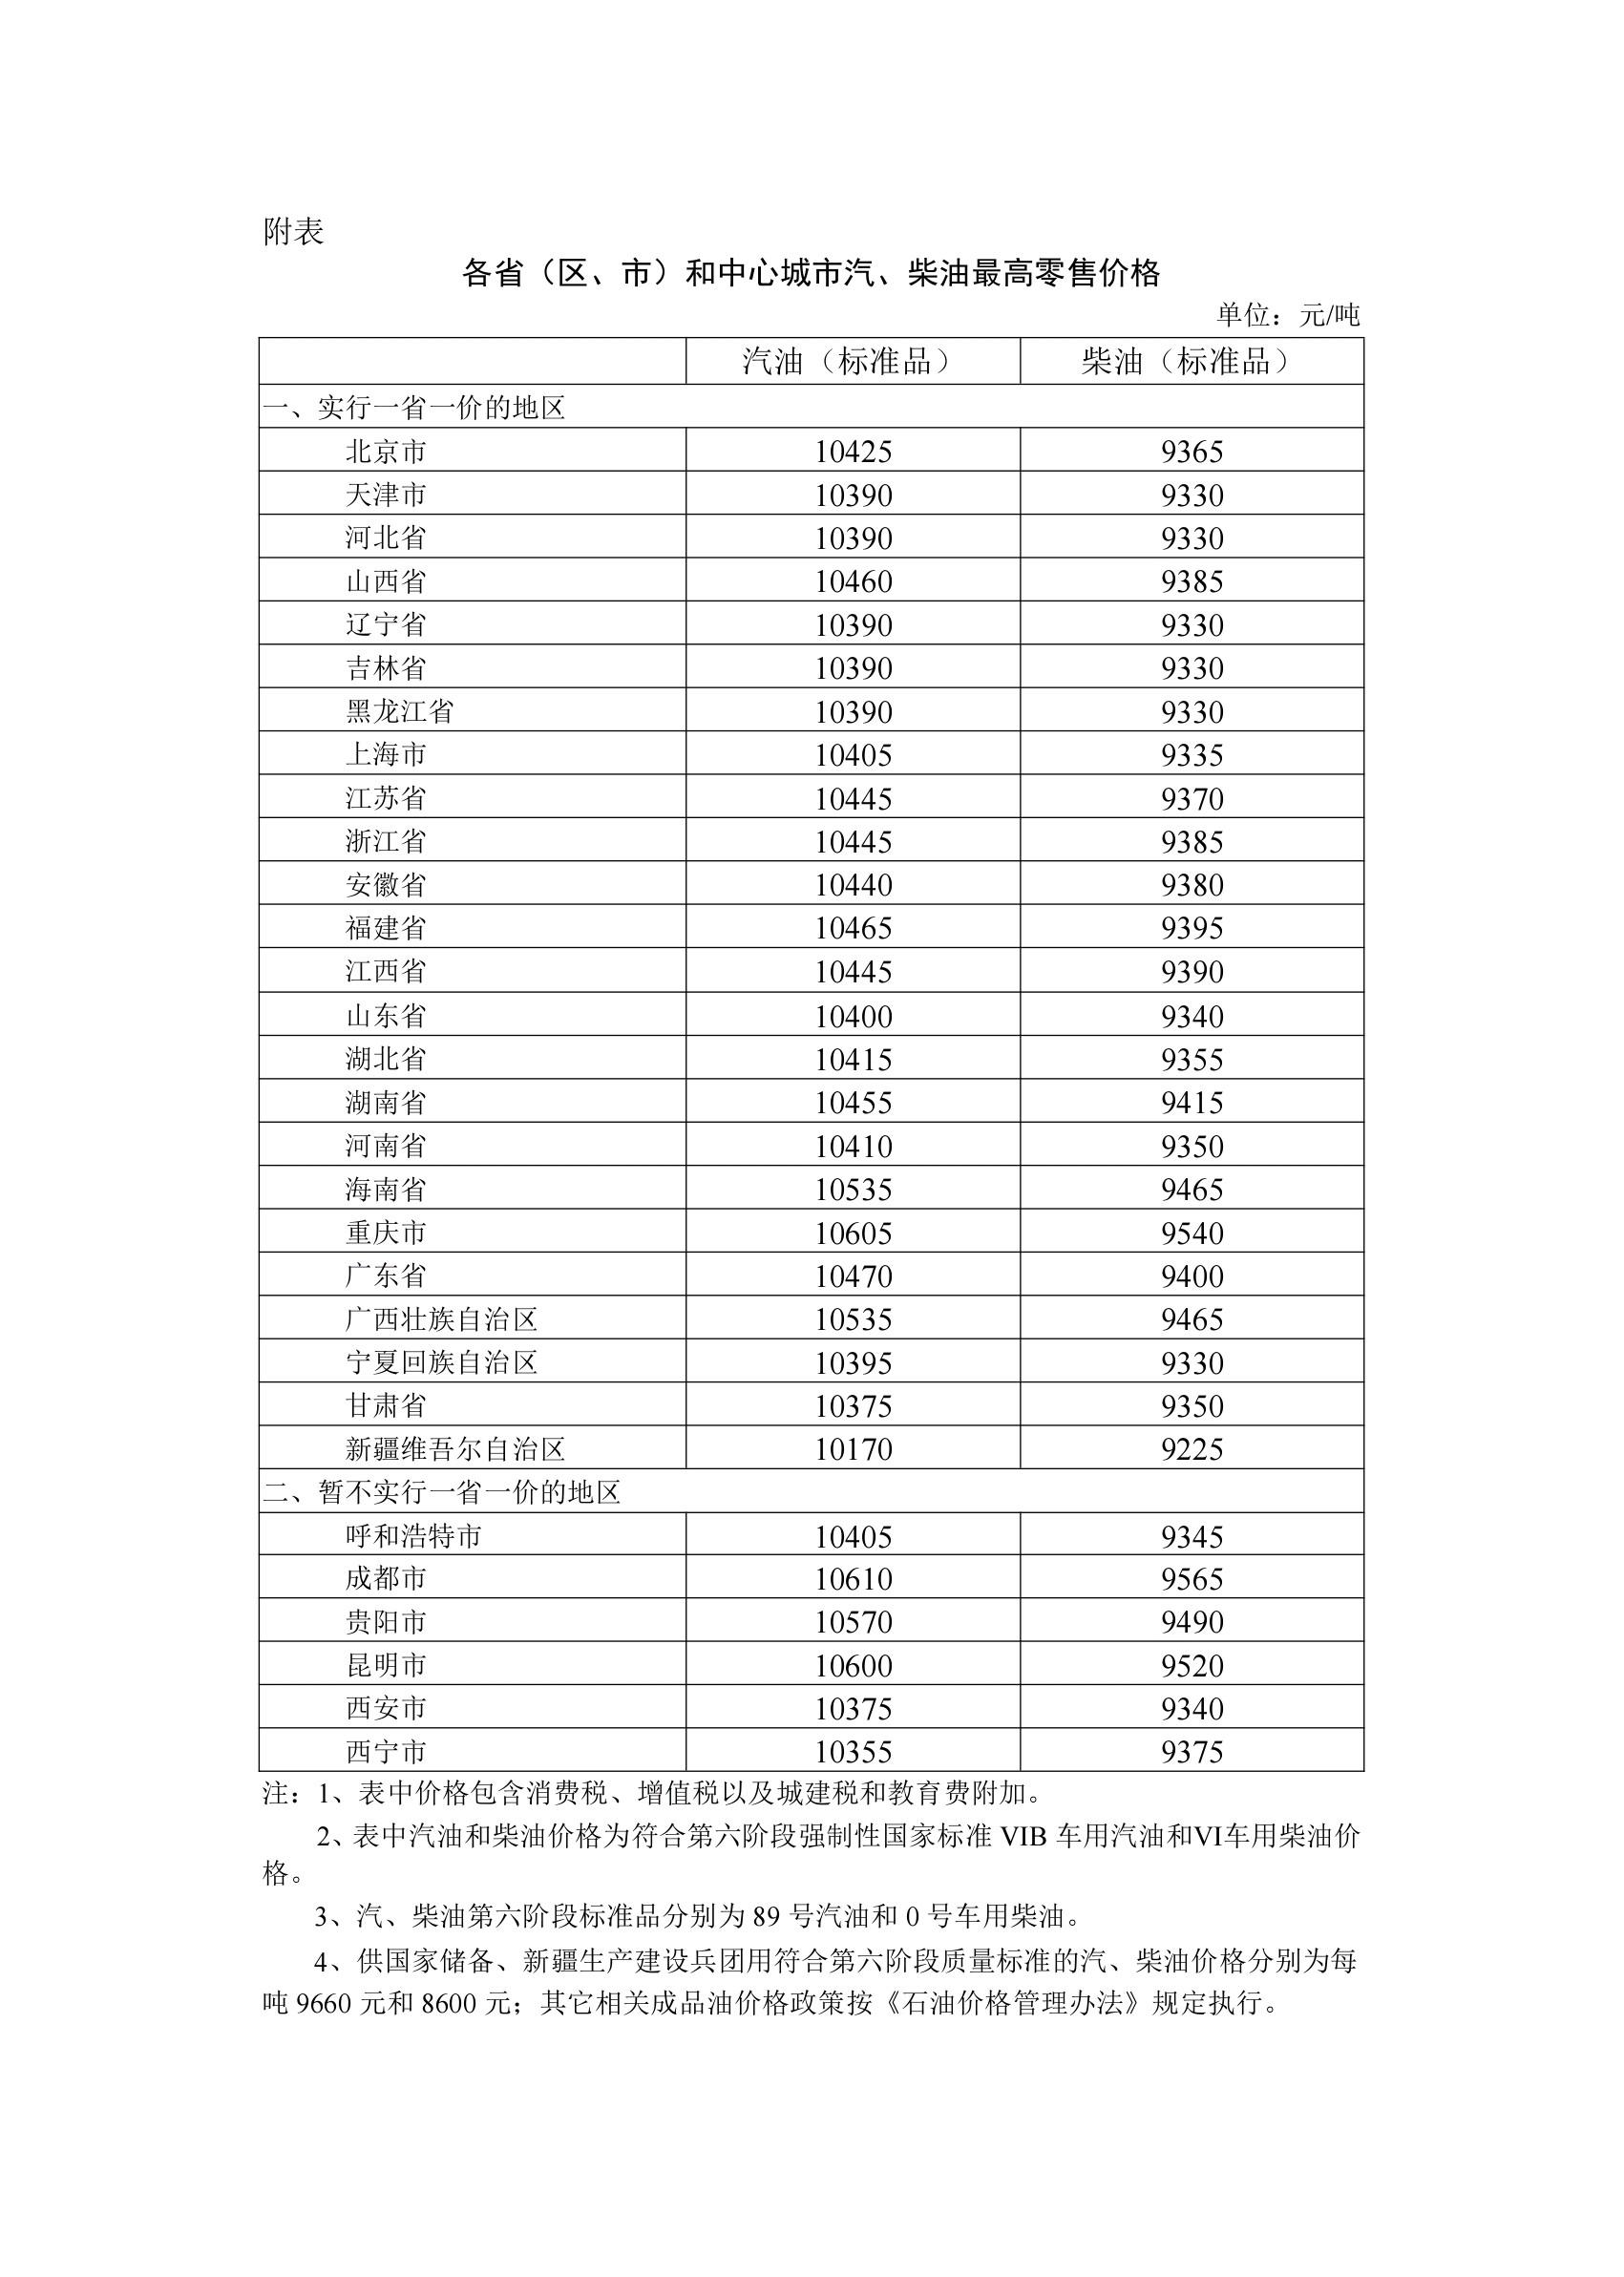 附表
各省（区、市）和中心城市汽、柴油最高零售价格
单位：元/吨
汽油（标准品） 柴油（标准品）
一、实行一省一价的地区
北京市 10425 9365
天津市 10390 9330
河北省 10390 9330
山西省 10460 9385
辽宁省 10390 9330
吉林省 10390 9330
黑龙江省 10390 9330
上海市 10405 9335
江苏省 10445 9370
浙江省 10445 9385
安徽省 10440 9380
福建省 10465 9395
江西省 10445 9390
山东省 10400 9340
湖北省 10415 9355
湖南省 10455 9415
河南省 10410 9350
海南省 10535 9465
重庆市 10605 9540
广东省 10470 9400
广西壮族自治区 10535 9465
宁夏回族自治区 10395 9330
甘肃省 10375 9350
新疆维吾尔自治区 10170 9225
二、暂不实行一省一价的地区
呼和浩特市 10405 9345
成都市 10610 9565
贵阳市 10570 9490
昆明市 10600 9520
西安市 10375 9340
西宁市 10355 9375
注：1、表中价格包含消费税、增值税以及城建税和教育费附加。
2、表中汽油和柴油价格为符合第六阶段强制性国家标准 VIB 车用汽油和VI车用柴油价
格。
3、汽、柴油第六阶段标准品分别为 89 号汽油和 0 号车用柴油。
4、供国家储备、新疆生产建设兵团用符合第六阶段质量标准的汽、柴油价格分别为每
吨 9660 元和 8600 元；其它相关成品油价格政策按《石油价格管理办法》规定执行。